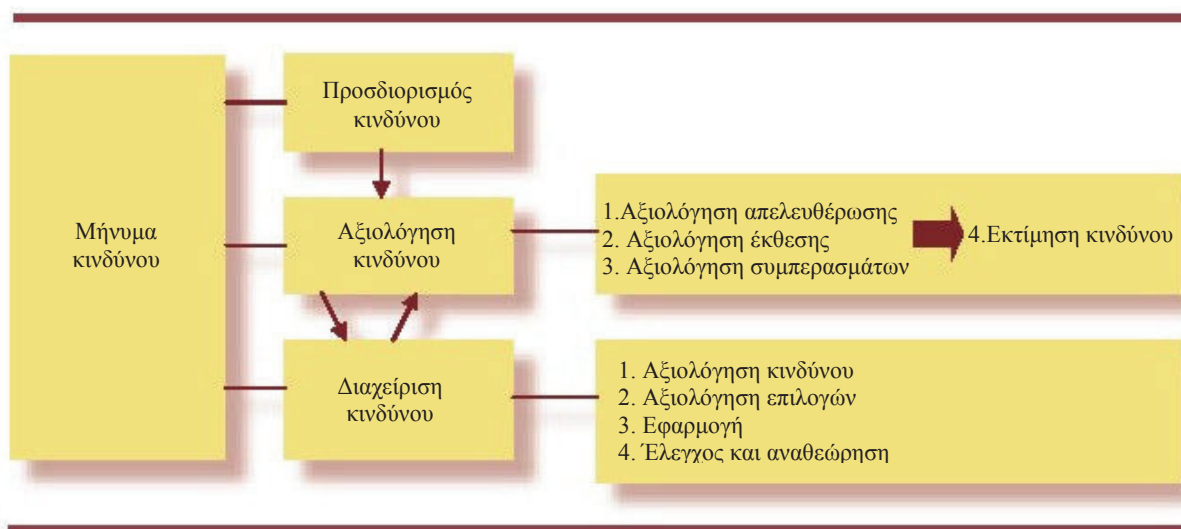 Μήνυμα
κινδύνου
Προσδιορισμός
κινδύνου
Αξιολόγηση
κινδύνου
1.Αξιολόγηση απελευθέρωσης
2. Αξιολόγηση έκθεσης
3. Αξιολόγηση συμπερασμάτων
4.Εκτίμηση κινδύνου
Διαχείριση
κινδύνου
1. Αξιολόγηση κινδύνου
2. Αξιολόγηση επιλογών
3. Εφαρμογή
4. Έλεγχος και αναθεώρηση